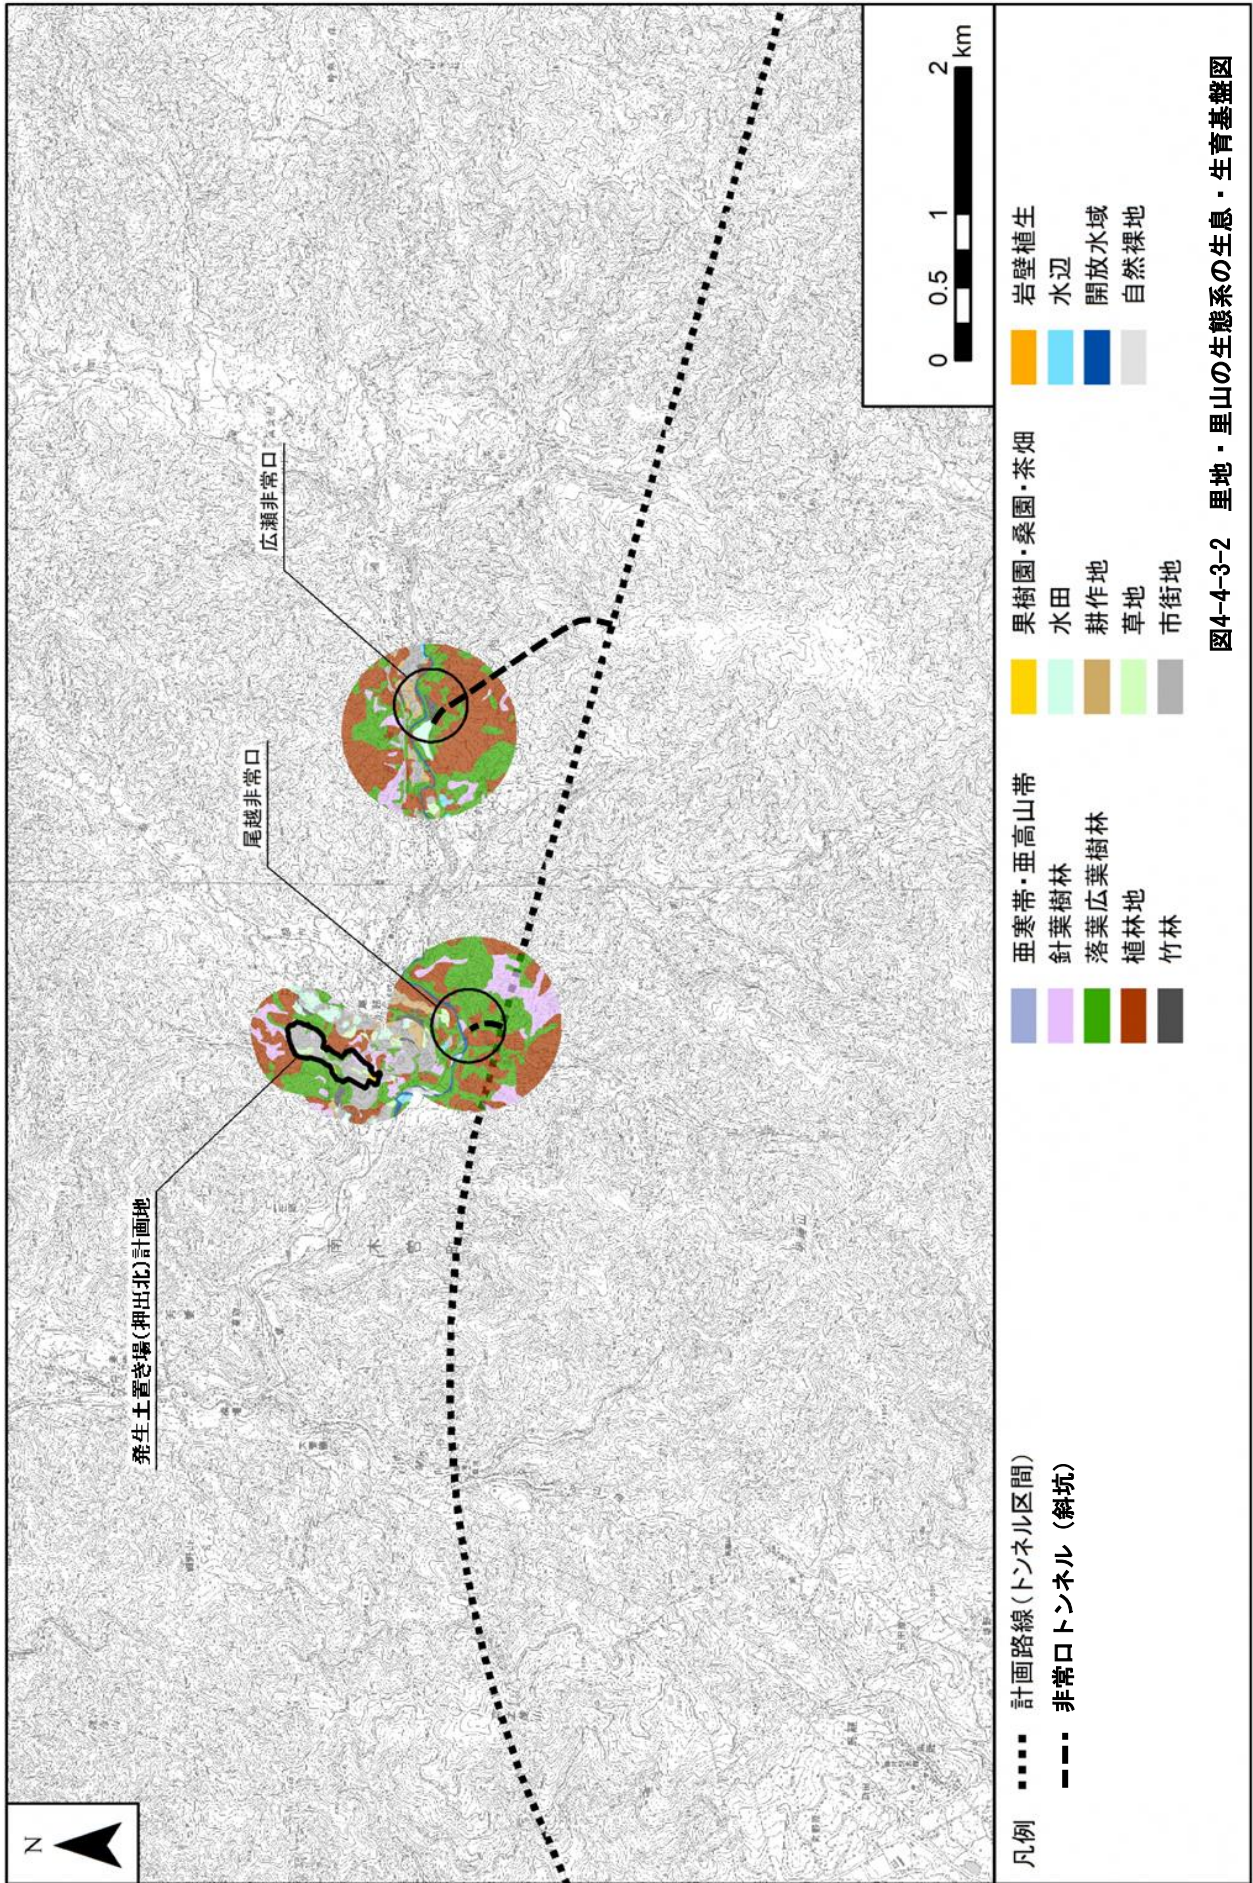 N
発生土置き場(押出北)計画地
尾越非常口
広瀬非常口
南木曽町
0 0.5 1 2
km
凡例
計画路線(トンネル区間)
非常口トンネル (斜坑)
亜寒帯・亜高山帯
針葉樹林
落葉広葉樹林
植林地
竹林
果樹園・桑園・茶畑
水田
耕作地
草地
市街地
岩壁植生
水辺
開放水域
自然裸地
図4-4-3-2 里地・里山の生態系の生息・生育基盤図